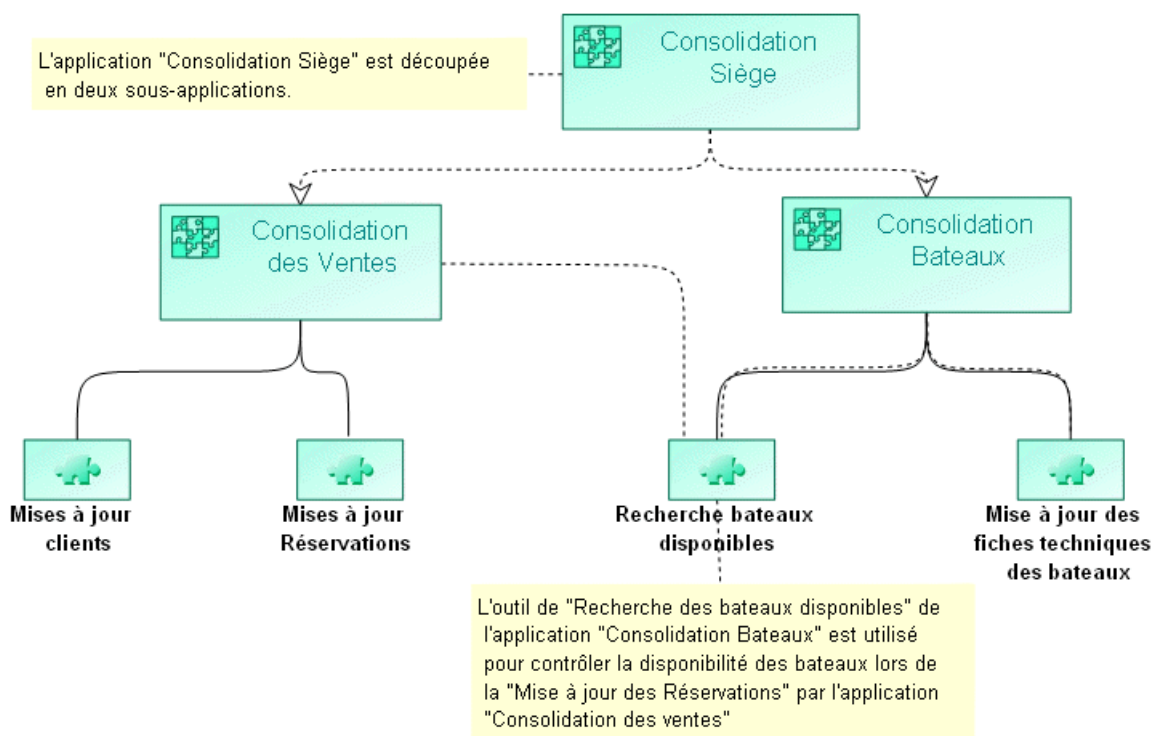 Consolidation
Siège
L'application "Consolidation Siège" est découpée
en deux sous-applications.
Consolidation
des Ventes
Consolidation
Bateaux
Mises à jour
clients
Mises à jour
Réservations
Recherche bateaux
disponibles
Mise à jour des
fiches techniques
des bateaux
L'outil de "Recherche des bateaux disponibles" de
l'application "Consolidation Bateaux" est utilisé
pour contrôler la disponibilité des bateaux lors de
la "Mise à jour des Réservations" par l'application
"Consolidation des ventes"